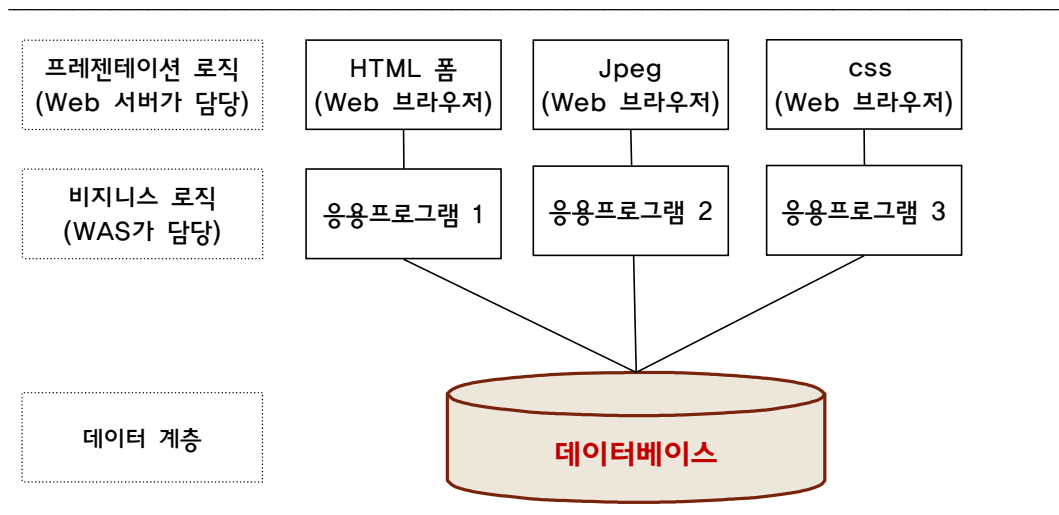 프레젠테이션 로직
(Web 서버가 담당)
HTML 폼
(Web 브라우저)
Jpeg
(Web 브라우저)
css
(Web 브라우저)
비지니스 로직
(WAS가 담당)
응용프로그램 1
응용프로그램 2
응용프로그램 3
데이터 계층
데이터베이스